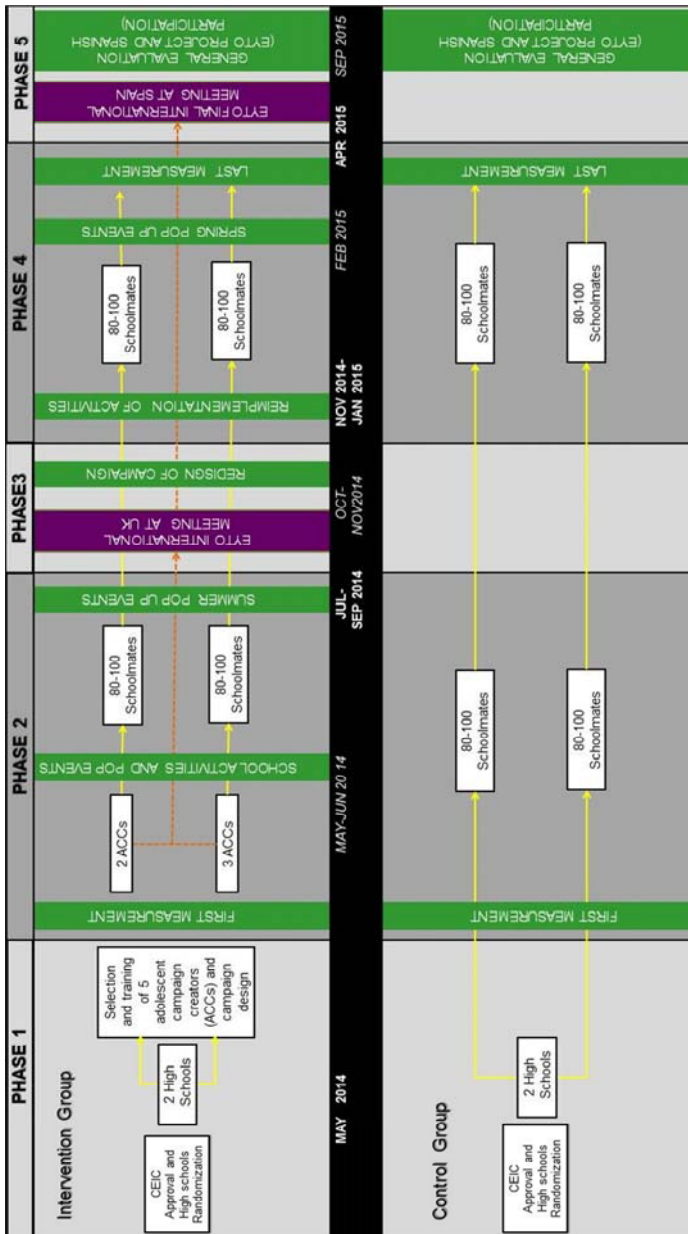 PHASE 1
PHASE 2
PHASE3
PHASE 4
PHASE 5
Intervention Group
CEIC
Approval and
High schools
Randomization
2 High
Schools
Selection
and training
of 5
adolescent
campaign
creators
(ACCs) and
campaign
design
FIRST MEASUREMENT
2 ACCs
3 ACCs
SCHOOL ACTIVITIES AND POP EVENTS
80-100
Schoolmates
80-100
Schoolmates
SUMMER POP UP EVENTS
EYTO INTERNATIONAL
MEETING AT UK
REDISIGN OF CAMPAIGN
REIMPLEMENTATION OF ACTIVITIES
80-100
Schoolmates
80-100
Schoolmates
SPRING POP UP EVENTS
LAST MEASUREMENT
EYTO FINAL INTERNATIONAL
MEETING AT SPAIN
GENERAL EVALUATION
(EYTO PROJECT AND SPANISH
PARTICIPATION)
MAY 2014
MAY-JUN 20 14
JUL-
SEP 2014
OCT-
NOV2014
NOV 2014-
JAN 2015
FEB 2015
APR 2015
SEP 2015
Control Group
CEIC
Approval and
High schools
Randomization
2 High
Schools
FIRST MEASUREMENT
80-100
Schoolmates
80-100
Schoolmates
80-100
Schoolmates
80-100
Schoolmates
LAST MEASUREMENT
GENERAL EVALUATION
(EYTO PROJECT AND SPANISH
PARTICIPATION)